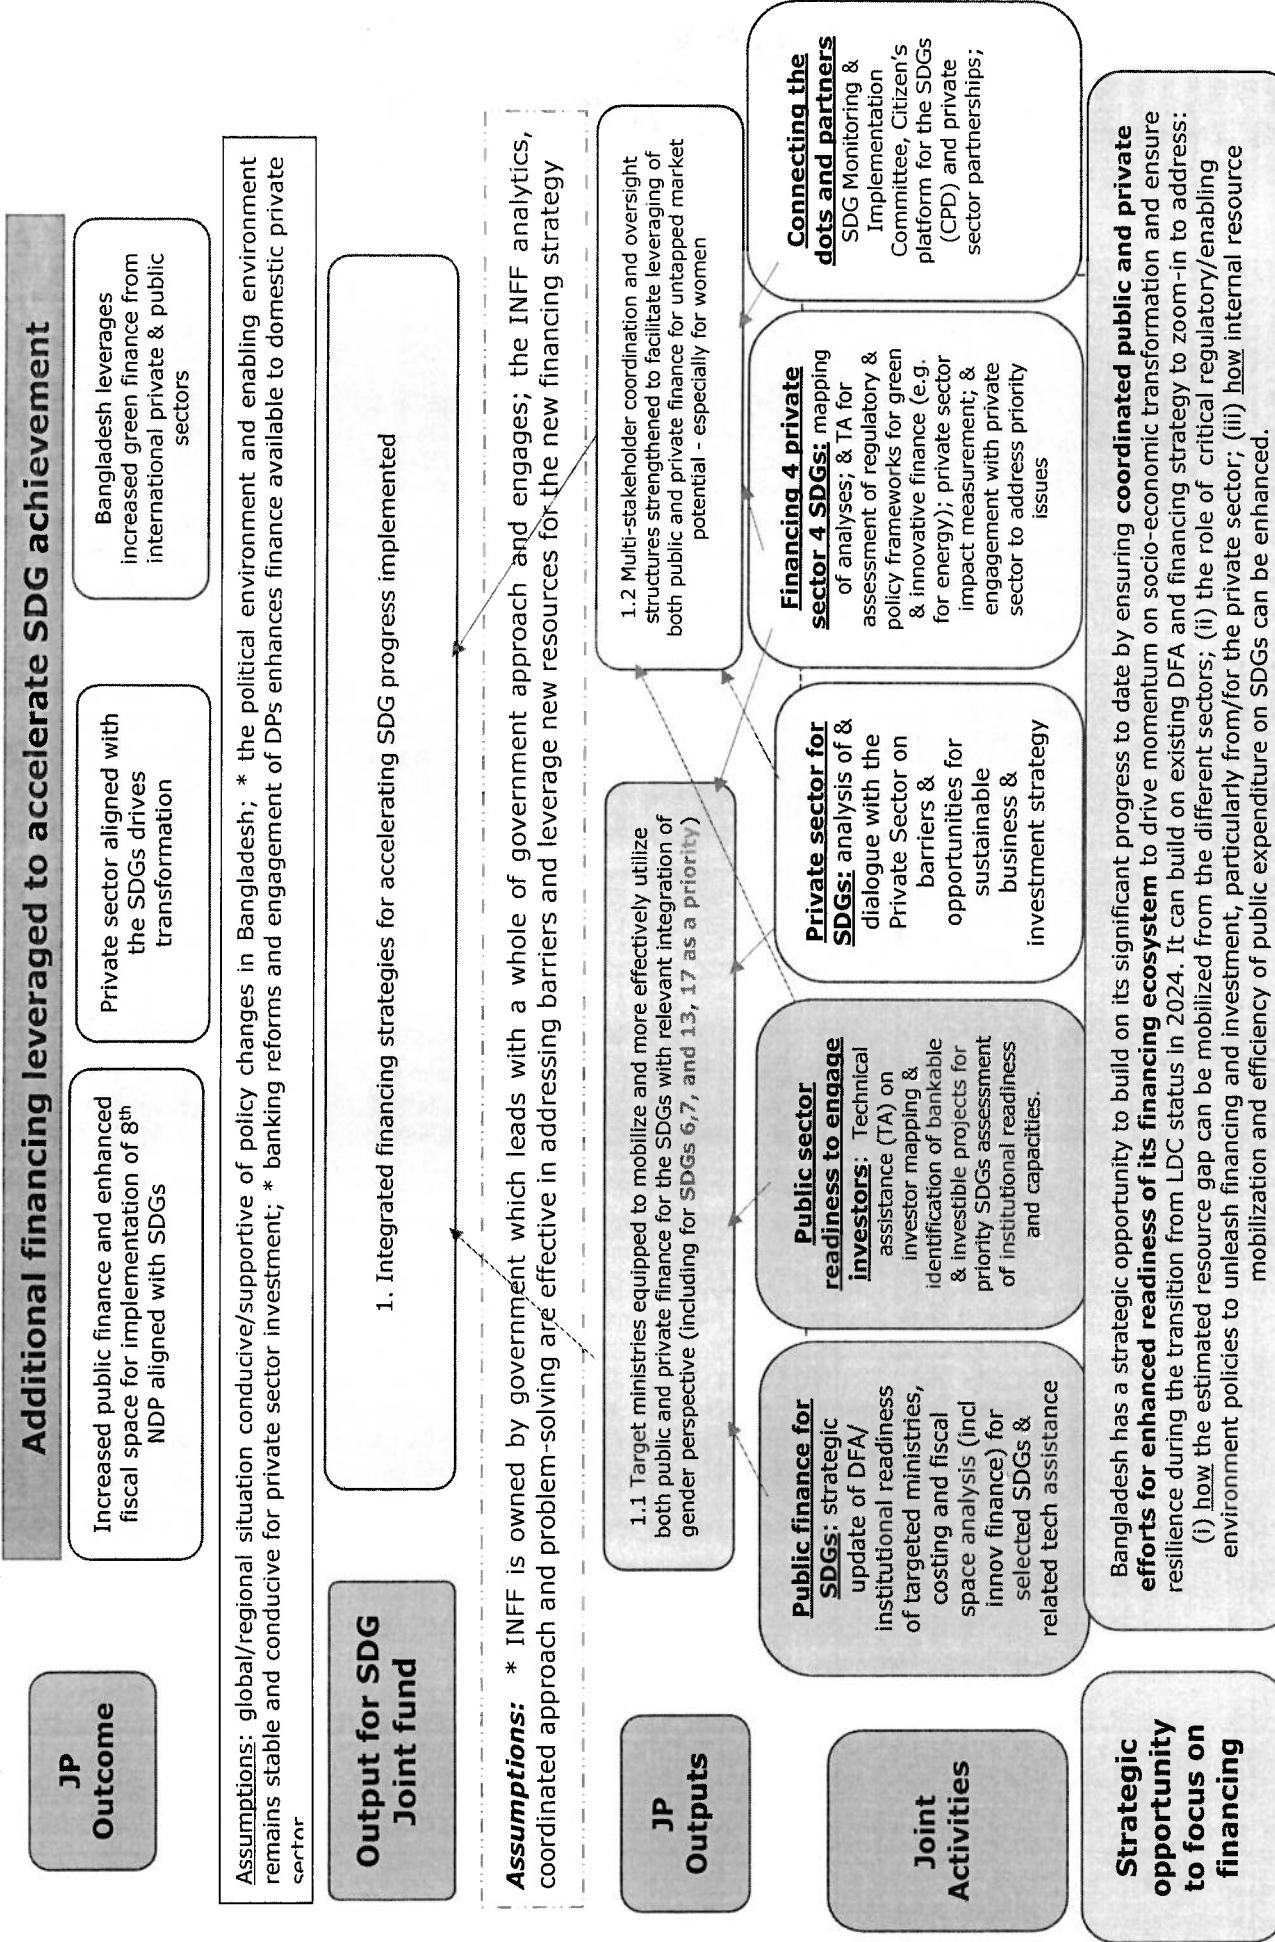 Additional financing leveraged to accelerate SDG achievement
JP
Outcome
Increased public finance and enhanced
fiscal space for implementation of 8th
NDP aligned with SDGs
Private sector aligned with
the SDGs drives
transformation
Bangladesh leverages
increased green finance from
international private & public
sectors
Assumptions: global/regional situation conducive/supportive of policy changes in Bangladesh; * the political environment and enabling environment
remains stable and conducive for private sector investment; * banking reforms and engagement of DPs enhances finance available to domestic private
sector
Output for SDG
Joint fund
1. Integrated financing strategies for accelerating SDG progress implemented
Assumptions: * INFF is owned by government which leads with a whole of government approach and engages; the INFF analytics,
coordinated approach and problem-solving are effective in addressing barriers and leverage new resources for the new financing strategy
JP
Outputs
1.1 Target ministries equipped to mobilize and more effectively utilize
both public and private finance for the SDGs with relevant integration of
gender perspective (including for SDGs 6,7, and 13, 17 as a priority)
1.2 Multi-stakeholder coordination and oversight
structures strengthened to facilitate leveraging of
both public and private finance for untapped market
potential - especially for women
Joint
Activities
Public finance for
SDGs: strategic
update of DFA/
institutional readiness
of targeted ministries,
costing and fiscal
space analysis (incl
innov finance) for
selected SDGs &
related tech assistance
Public sector
readiness to engage
investors: Technical
assistance (TA) on
investor mapping &
identification of bankable
& investible projects for
priority SDGs assessment
of institutional readiness
and capacities.
Private sector for
SDGs: analysis of &
dialogue with the
Private Sector on
barriers &
opportunities for
sustainable
business &
investment strategy
Financing 4 private
sector 4 SDGs: mapping
of analyses; & TA for
assessment of regulatory &
policy frameworks for green
& innovative finance (e.g.
for energy); private sector
impact measurement; &
engagement with private
sector to address priority
issues
Connecting the
dots and partners
SDG Monitoring &
Implementation
Committee, Citizen's
platform for the SDGs
(CPD) and private
sector partnerships;
Strategic
opportunity
to focus on
financing
Bangladesh has a strategic opportunity to build on its significant progress to date by ensuring coordinated public and private
efforts for enhanced readiness of its financing ecosystem to drive momentum on socio-economic transformation and ensure
resilience during the transition from LDC status in 2024. It can build on existing DFA and financing strategy to zoom-in to address:
(i) how the estimated resource gap can be mobilized from the different sectors; (ii) the role of critical regulatory/enabling
environment policies to unleash financing and investment, particularly from/for the private sector; (iii) how internal resource
mobilization and efficiency of public expenditure on SDGs can be enhanced.